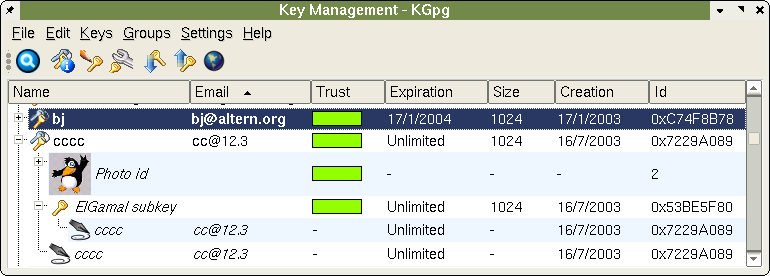 Key Management - KGpg
File Edit Keys Groups Settings Help
Name Email Trust Expiration Size Creation Id
bj bj@altern.org 17/1/2004 1024 17/1/2003 0xC74F8B78
cccc cc@12.3 Unlimited 1024 16/7/2003 0x7229A089
Photo id - - - 2
ElGamal subkey Unlimited 1024 16/7/2003 0x53BE5F80
cccc cc@12.3 - Unlimited - 16/7/2003 0x7229A089
cccc cc@12.3 - Unlimited - 16/7/2003 0x7229A089